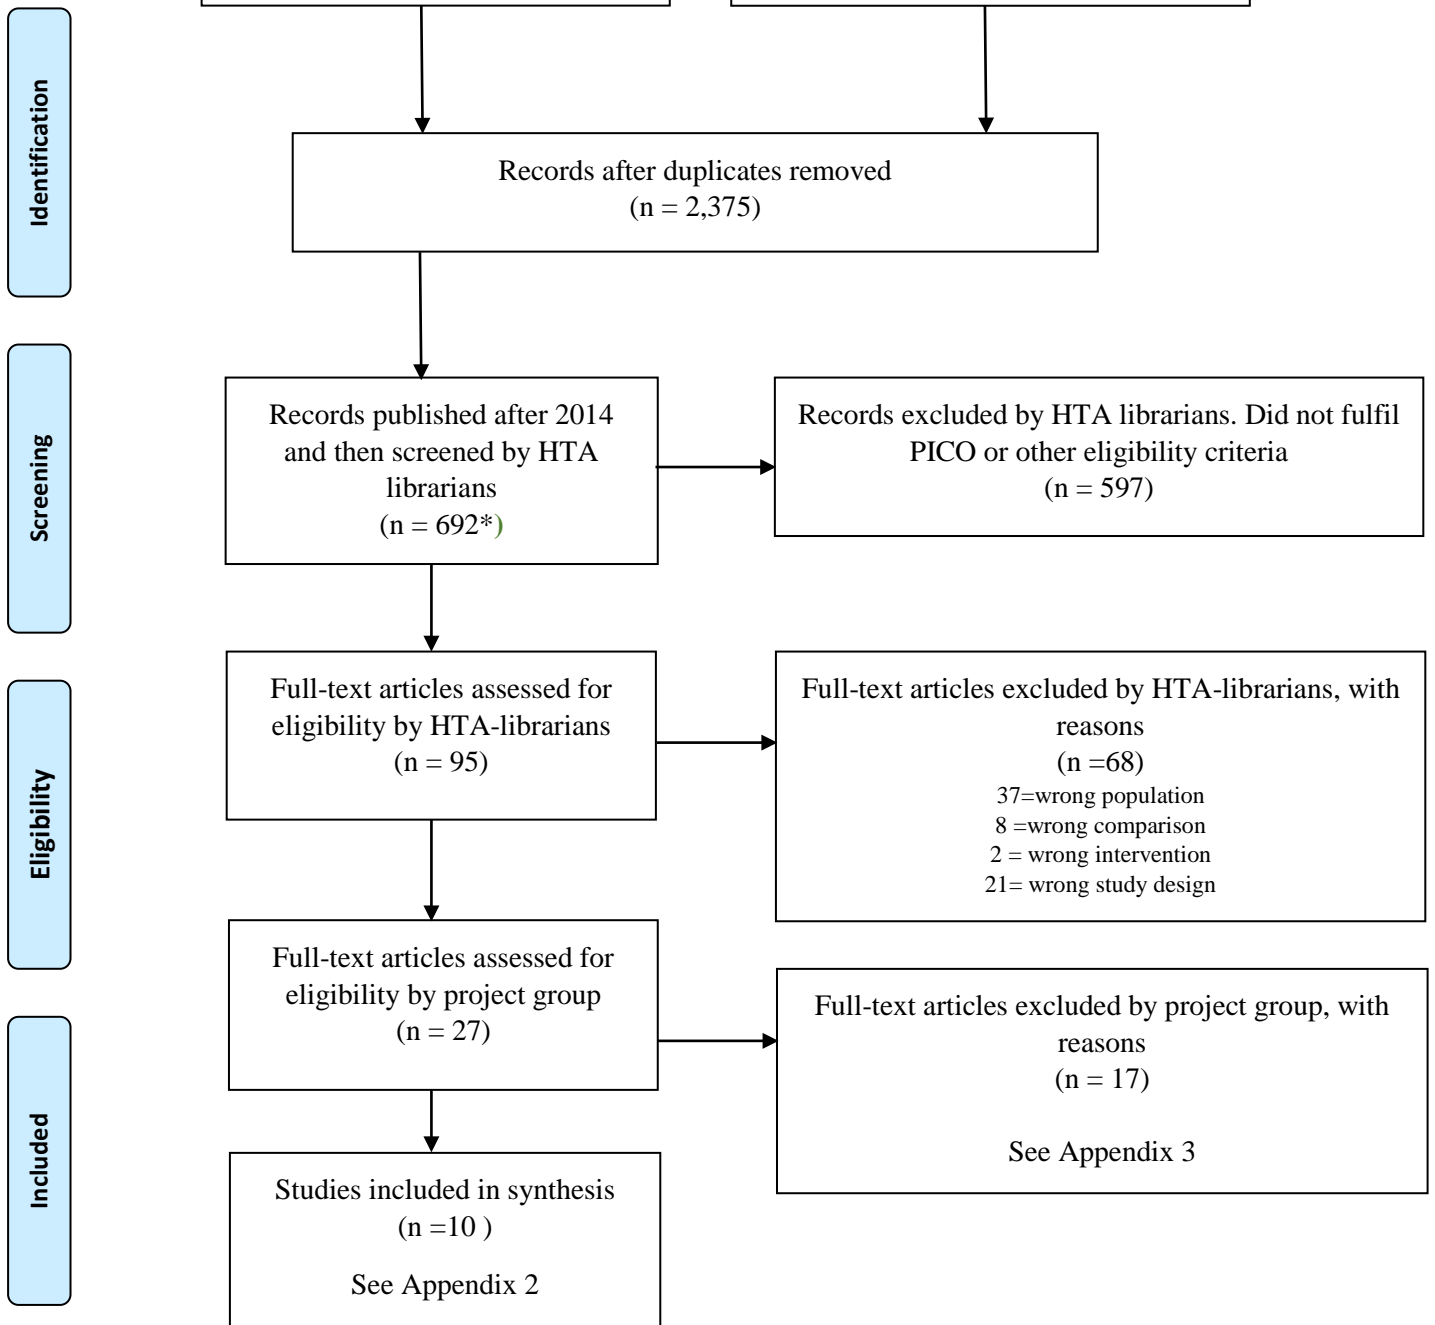 Identification
Records after duplicates removed
(n = 2,375)
Screening
Records published after 2014
and then screened by HTA
librarians
(n = 692*)
Records excluded by HTA librarians. Did not fulfil
PICO or other eligibility criteria
(n = 597)
Eligibility
Full-text articles assessed for
eligibility by HTA-librarians
(n = 95)
Full-text articles excluded by HTA-librarians, with
reasons
(n =68)
37=wrong population
8 =wrong comparison
2 = wrong intervention
21= wrong study design
Full-text articles assessed for
eligibility by project group
(n = 27)
Full-text articles excluded by project group, with
reasons
(n = 17)
See Appendix 3
Included
Studies included in synthesis
(n =10 )
See Appendix 2